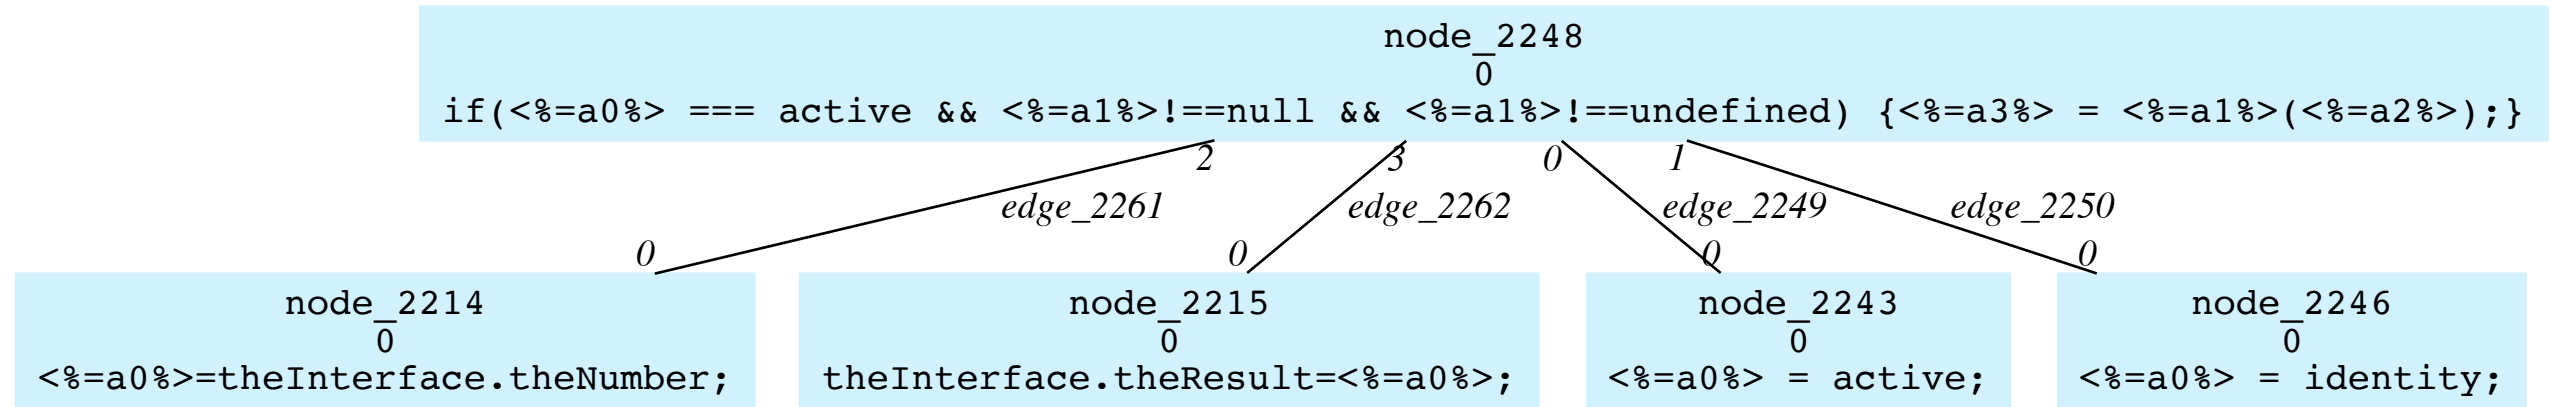 node_2248
0
if(<%=a0%> === active && <%=a1%>!==null && <%=a1%>!==undefined) {<%=a3%> = <%=a1%>(<%=a2%>);}
2 3 0 1
edge_2261 edge_2262 edge_2249 edge_2250
0 0 0 0
node_2214 node_2215 node_2243 node_2246
0 0 0 0
<%=a0%>=theInterface.theNumber; theInterface.theResult=<%=a0%>; <%=a0%> = active; <%=a0%> = identity;